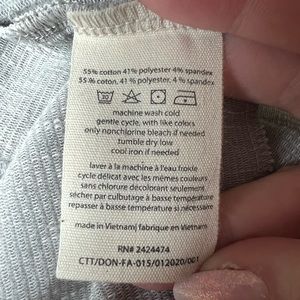 55% cotton 41% polyester 4% spandex
55% coton, 41% polyester, 4 % spandex
30
machine wash cold
gentle cycle, with like colors
only nonchlorine bleach if needed
tumble dry low
cool iron if needed
laver à la machine à l'eau froide
cycle délicat avec les mêmes couleurs
sans chlorure décolorant seulement
sécher par culbutage à basse température
repasser à basse température si nécessaire
made in Vietnam| fabrique en Vietnam
RN# 2424474
CTT/DON-FA-015/012020/001